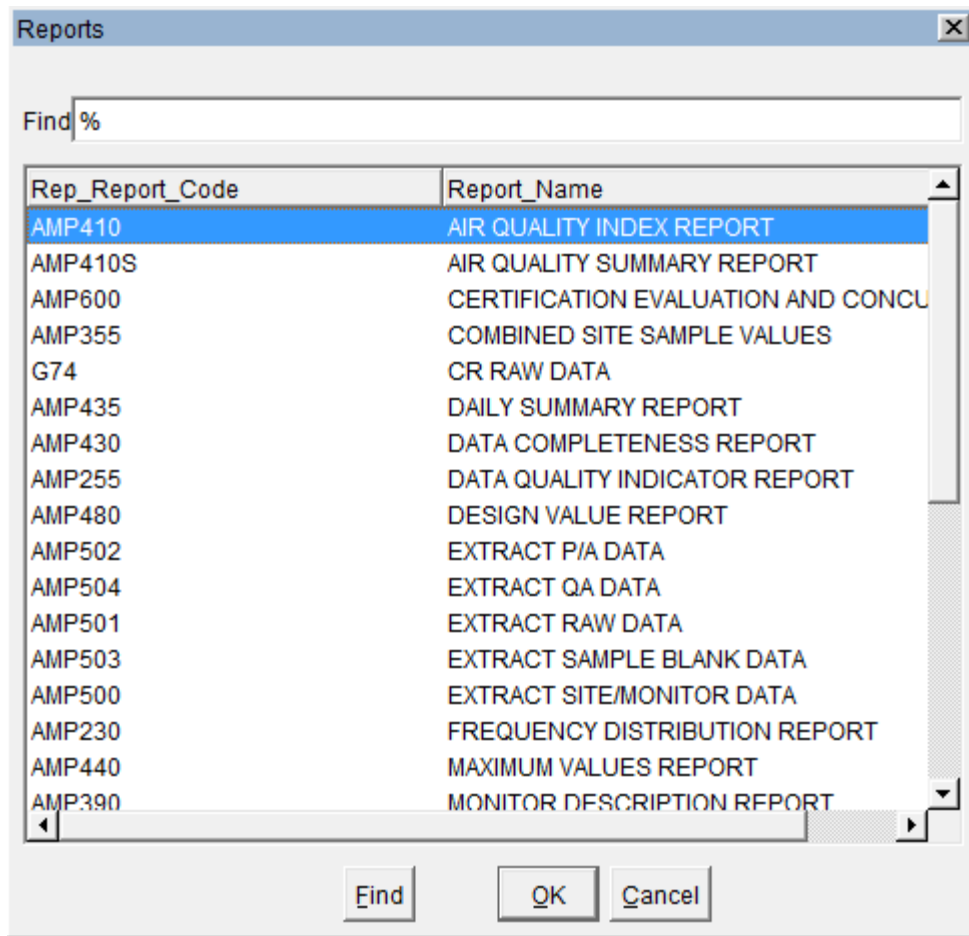 Reports
Find %
Rep_Report_Code Report_Name
AMP410 AIR QUALITY INDEX REPORT
AMP410S AIR QUALITY SUMMARY REPORT
AMP600 CERTIFICATION EVALUATION AND CONCU
AMP355 COMBINED SITE SAMPLE VALUES
G74 CR RAW DATA
AMP435 DAILY SUMMARY REPORT
AMP430 DATA COMPLETENESS REPORT
AMP255 DATA QUALITY INDICATOR REPORT
AMP480 DESIGN VALUE REPORT
AMP502 EXTRACT P/A DATA
AMP504 EXTRACT QA DATA
AMP501 EXTRACT RAW DATA
AMP503 EXTRACT SAMPLE BLANK DATA
AMP500 EXTRACT SITE/MONITOR DATA
AMP230 FREQUENCY DISTRIBUTION REPORT
AMP440 MAXIMUM VALUES REPORT
AMP390 MONITOR DESCRIPTION REPORT
Find OK Cancel